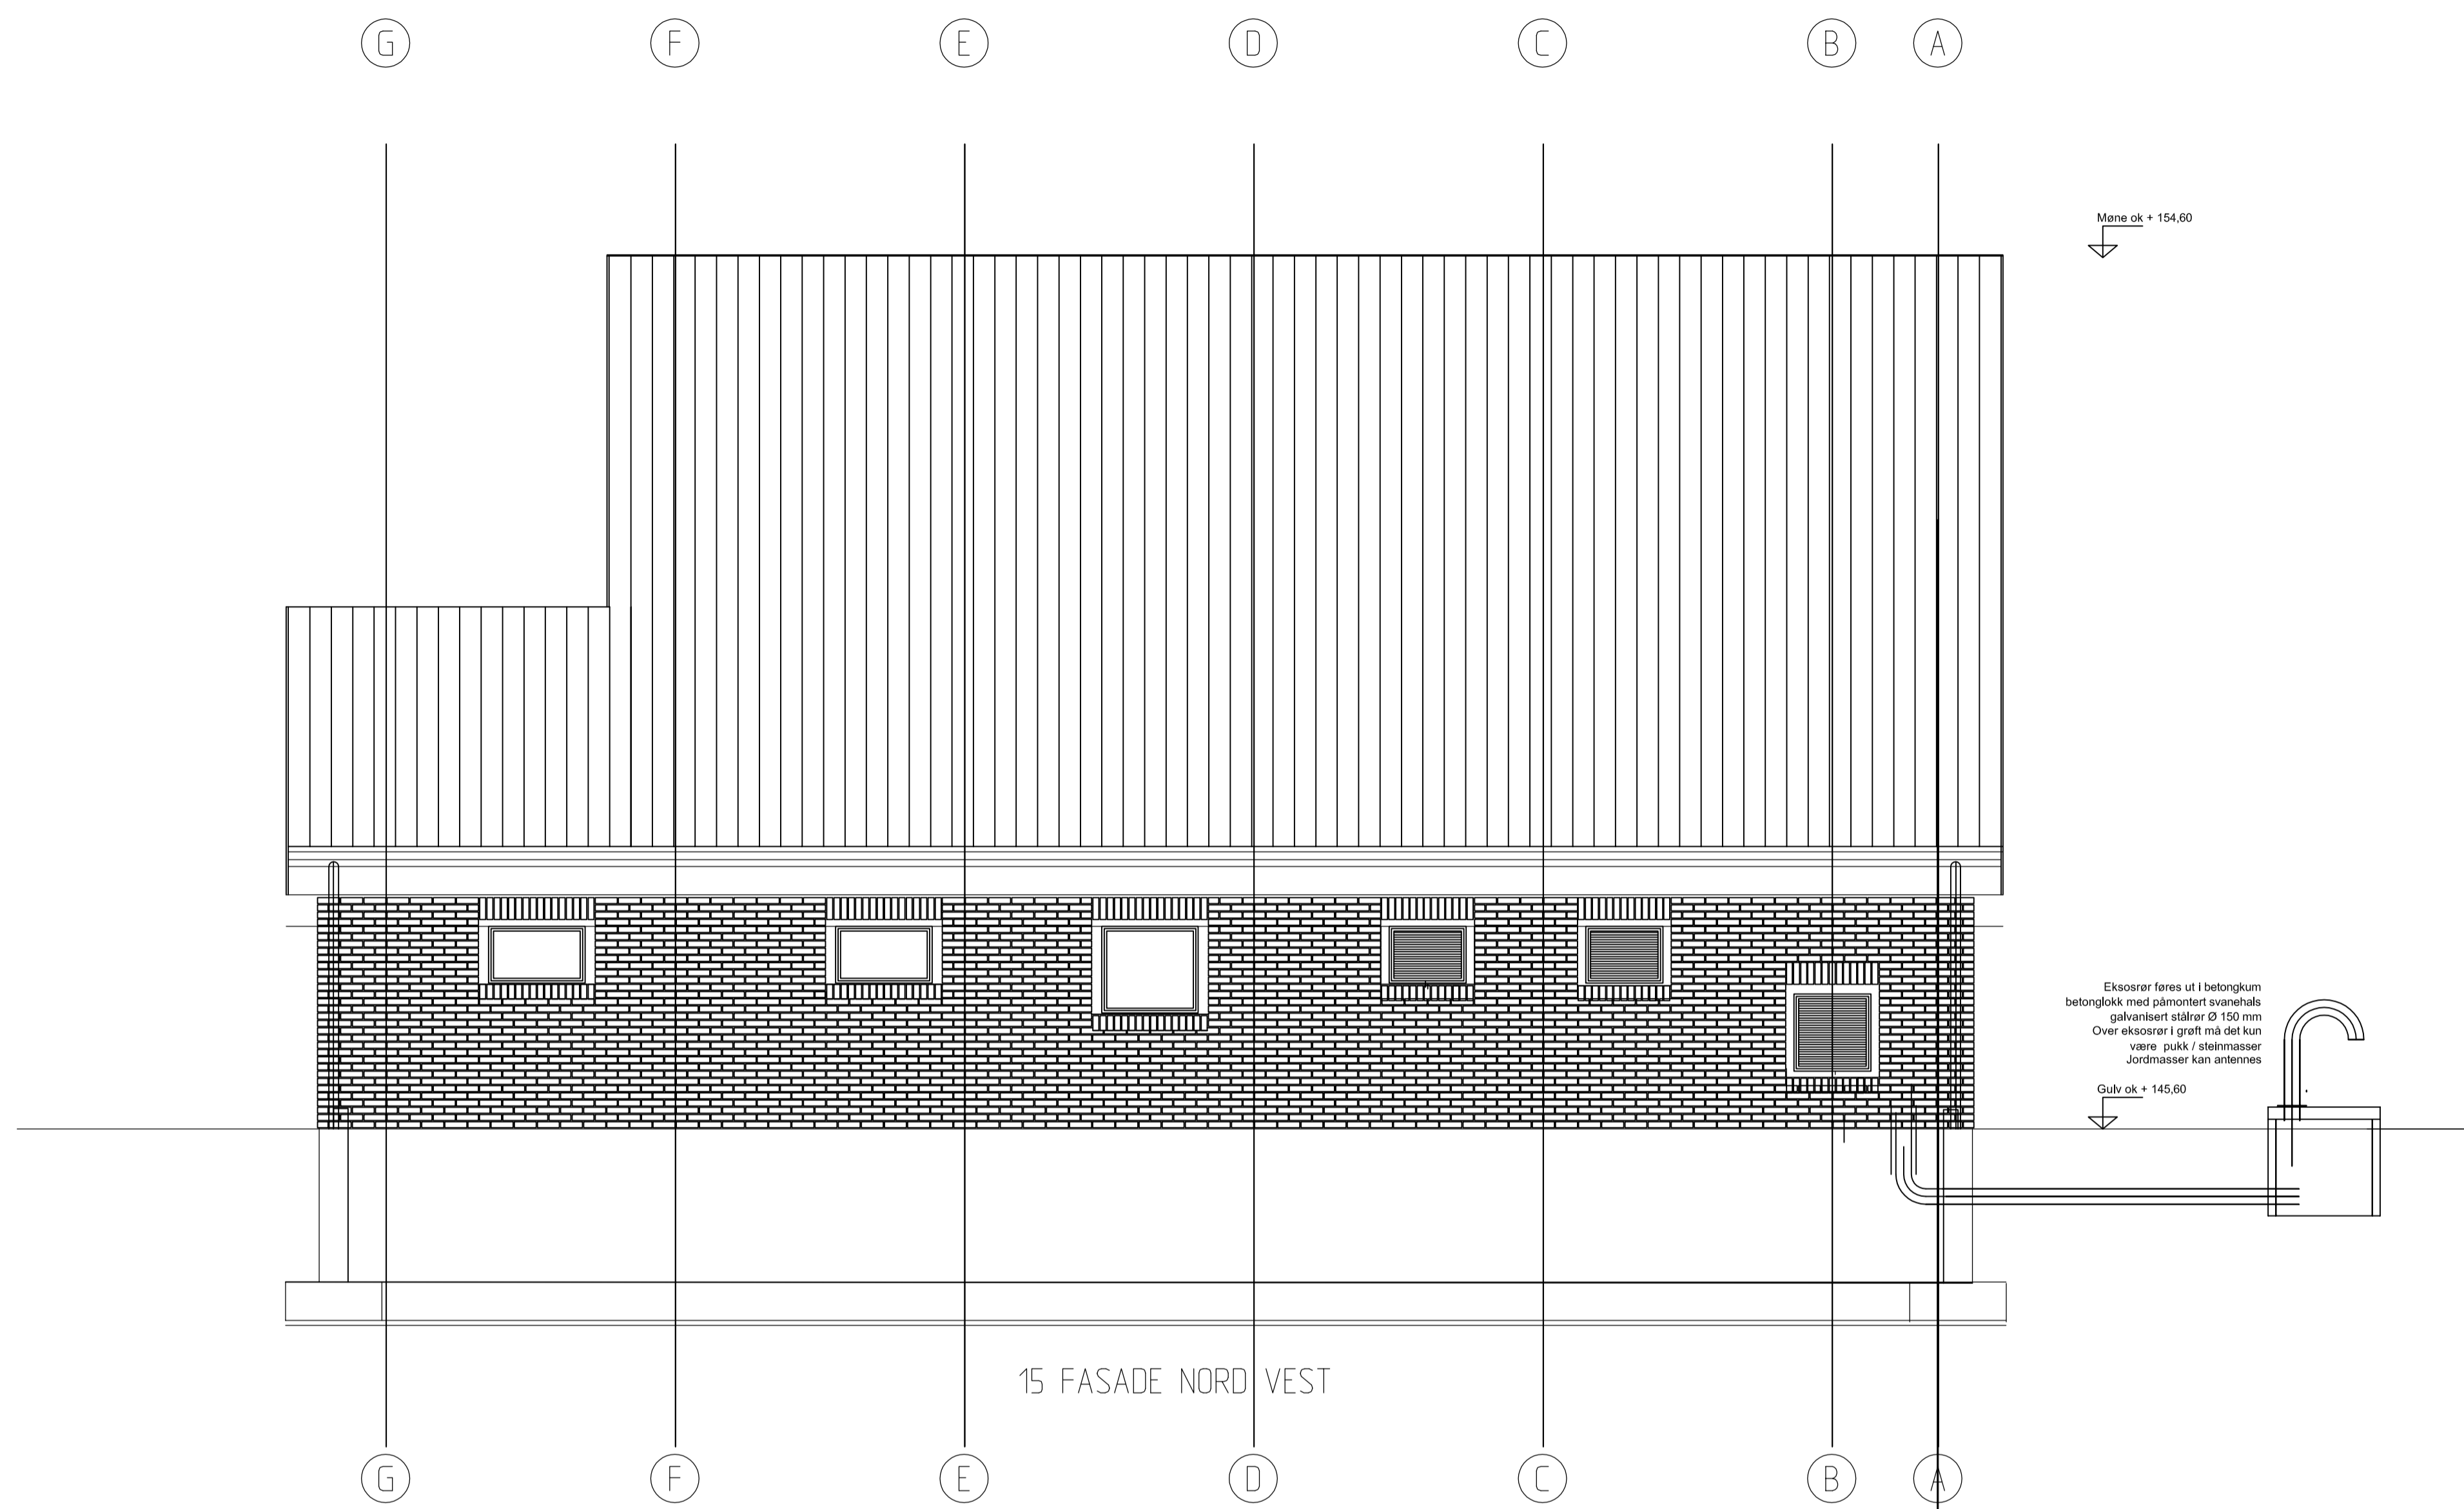 G F E D C B A
Møne ok + 154,60
Eksosrør føres ut i betongkum
betonglokk med påmontert svanehals
galvanisert stålrør Ø 150 mm
Over eksosrør i grøft må det kun
være pukk / steinmasser
Jordmasser kan antennes
Gulv ok + 145,60
15 FASADE NORD VEST
G F E D C B A